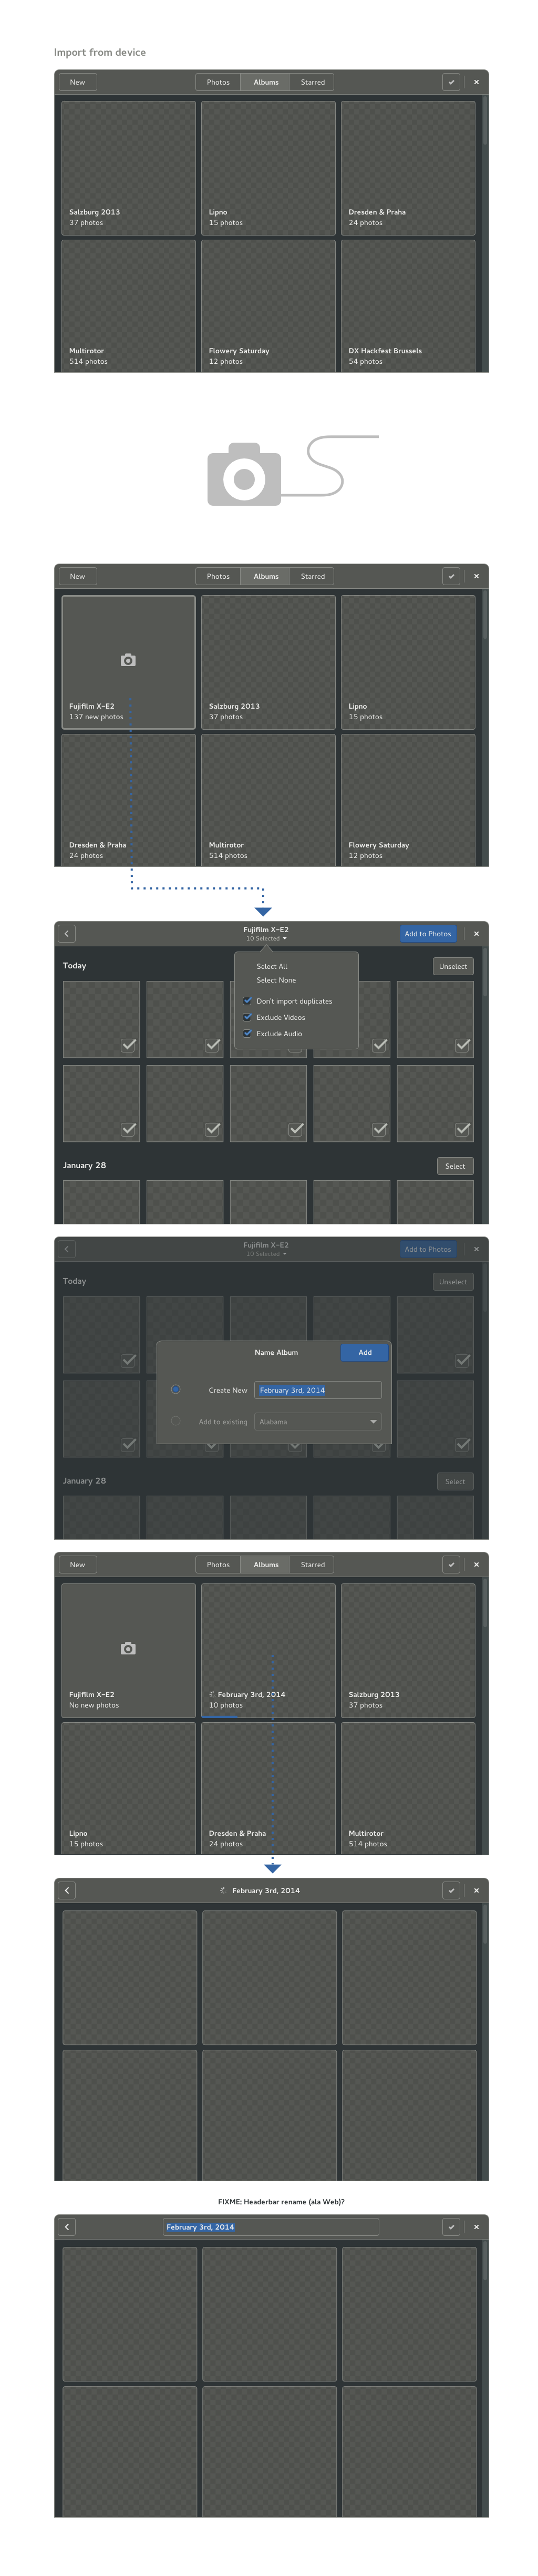 Import from device
New
Photos Albums Starred
Salzburg 2013
37 photos
Lipno
15 photos
Dresden & Praha
24 photos
Multirotor
514 photos
Flowery Saturday
12 photos
DX Hackfest Brussels
54 photos
New
Photos Albums Starred
Fujifilm X-E2
137 new photos
Salzburg 2013
37 photos
Lipno
15 photos
Dresden & Praha
24 photos
Multirotor
514 photos
Flowery Saturday
12 photos
Fujifilm X-E2
10 Selected
Add to Photos
Today
Unselect
Select All
Select None
Don't import duplicates
Exclude Videos
Exclude Audio
January 28
Select
Fujifilm X-E2
10 Selected
Add to Photos
Today
Unselect
Name Album
Add
Create New
February 3rd, 2014
Add to existing
Alabama
January 28
Select
New
Photos Albums Starred
Fujifilm X-E2
No new photos
February 3rd, 2014
10 photos
Salzburg 2013
37 photos
Lipno
15 photos
Dresden & Praha
24 photos
Multirotor
514 photos
February 3rd, 2014
FIXME: Headerbar rename (ala Web)?
February 3rd, 2014